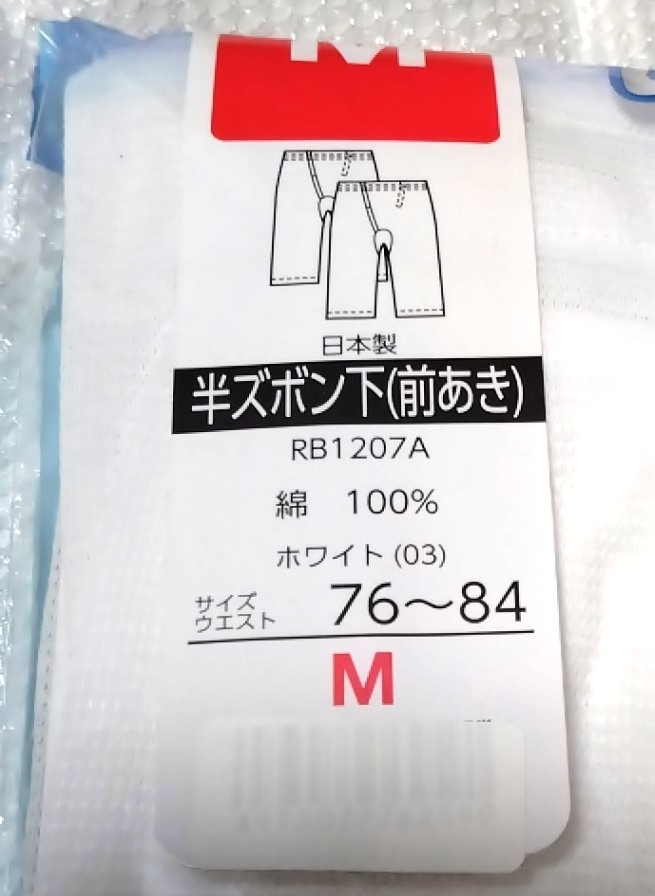 M
日本製
半ズボン下(前あき)
RB1207A
綿 100%
ホワイト (03)
サイズ
ウエスト 76～84
M